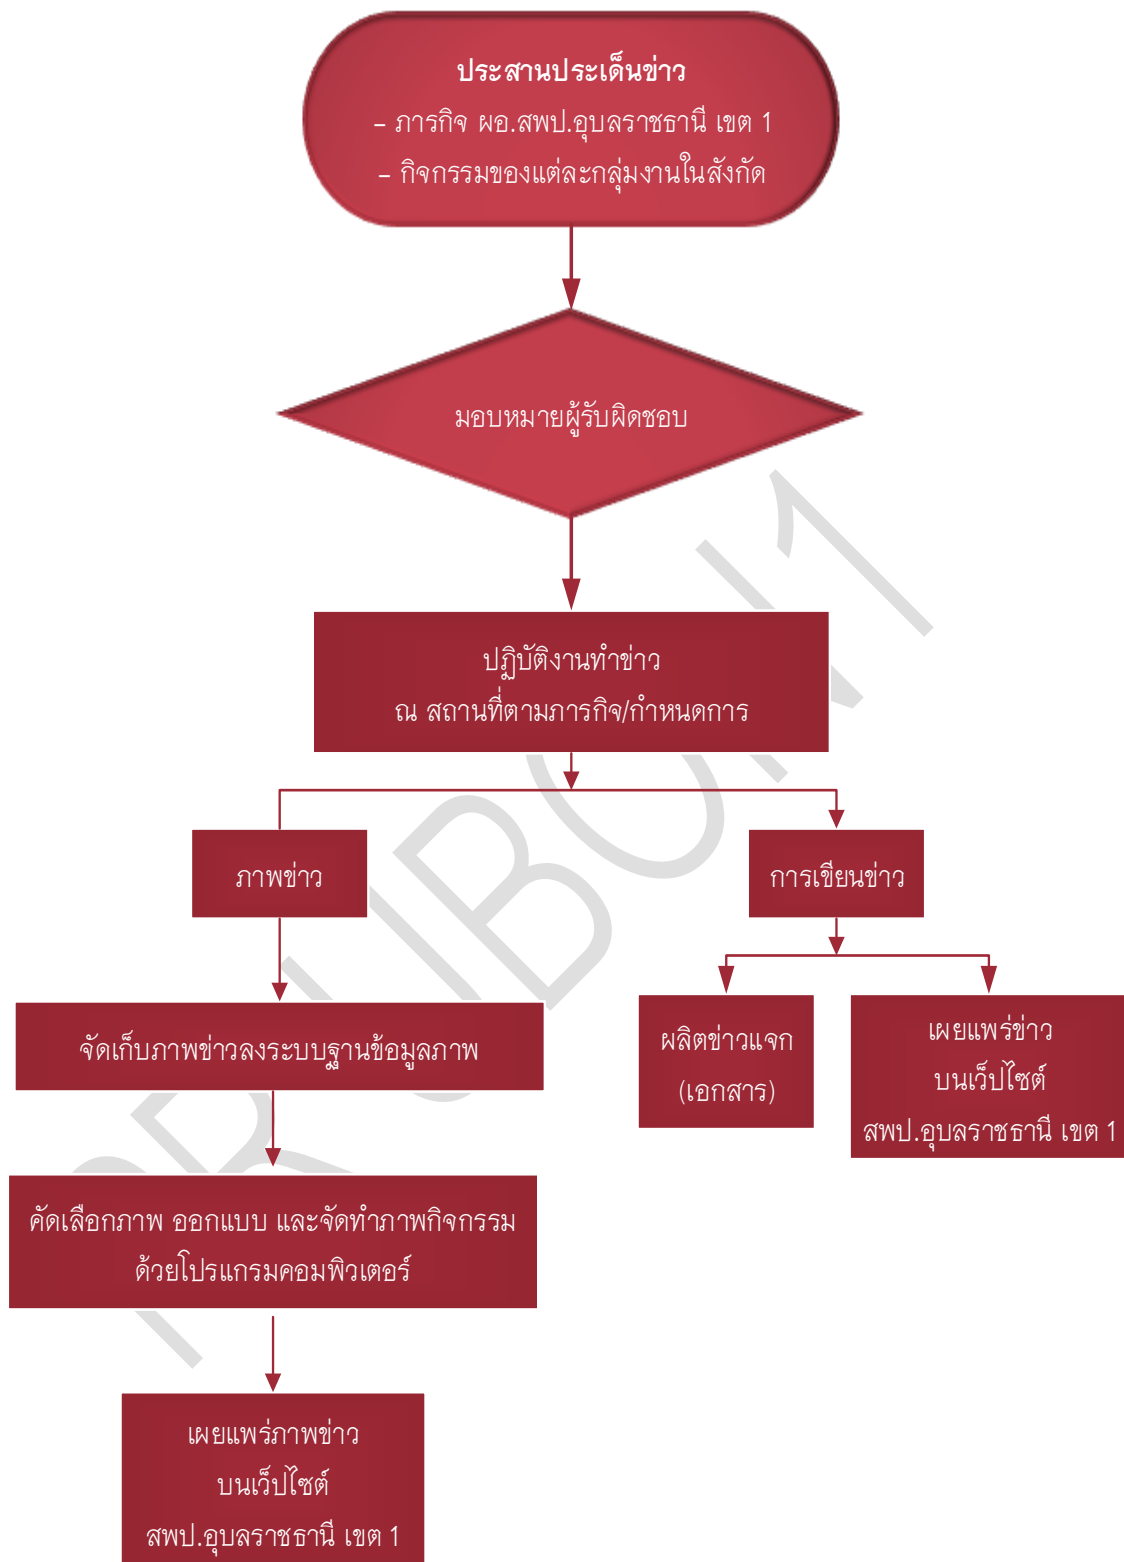 ประสานประเด็นข่าว
– ภารกิจ ผอ.สพป.อุบลราชธานี เขต 1
– กิจกรรมของแต่ละกลุ่มงานในสังกัด
มอบหมายผู้รับผิดชอบ
ปฏิบัติงานทำข่าว
ณ สถานที่ตามภารกิจ/กำหนดการ
ภาพข่าว
การเขียนข่าว
จัดเก็บภาพข่าวลงระบบฐานข้อมูลภาพ
ผลิตข่าวแจก
(เอกสาร)
เผยแพร่ข่าว
บนเว็ปไซต์
สพป.อุบลราชธานี เขต 1
คัดเลือกภาพ ออกแบบ และจัดทำภาพกิจกรรม
ด้วยโปรแกรมคอมพิวเตอร์
เผยแพร่ภาพข่าว
บนเว็ปไซต์
สพป.อุบลราชธานี เขต 1
PRUBON1